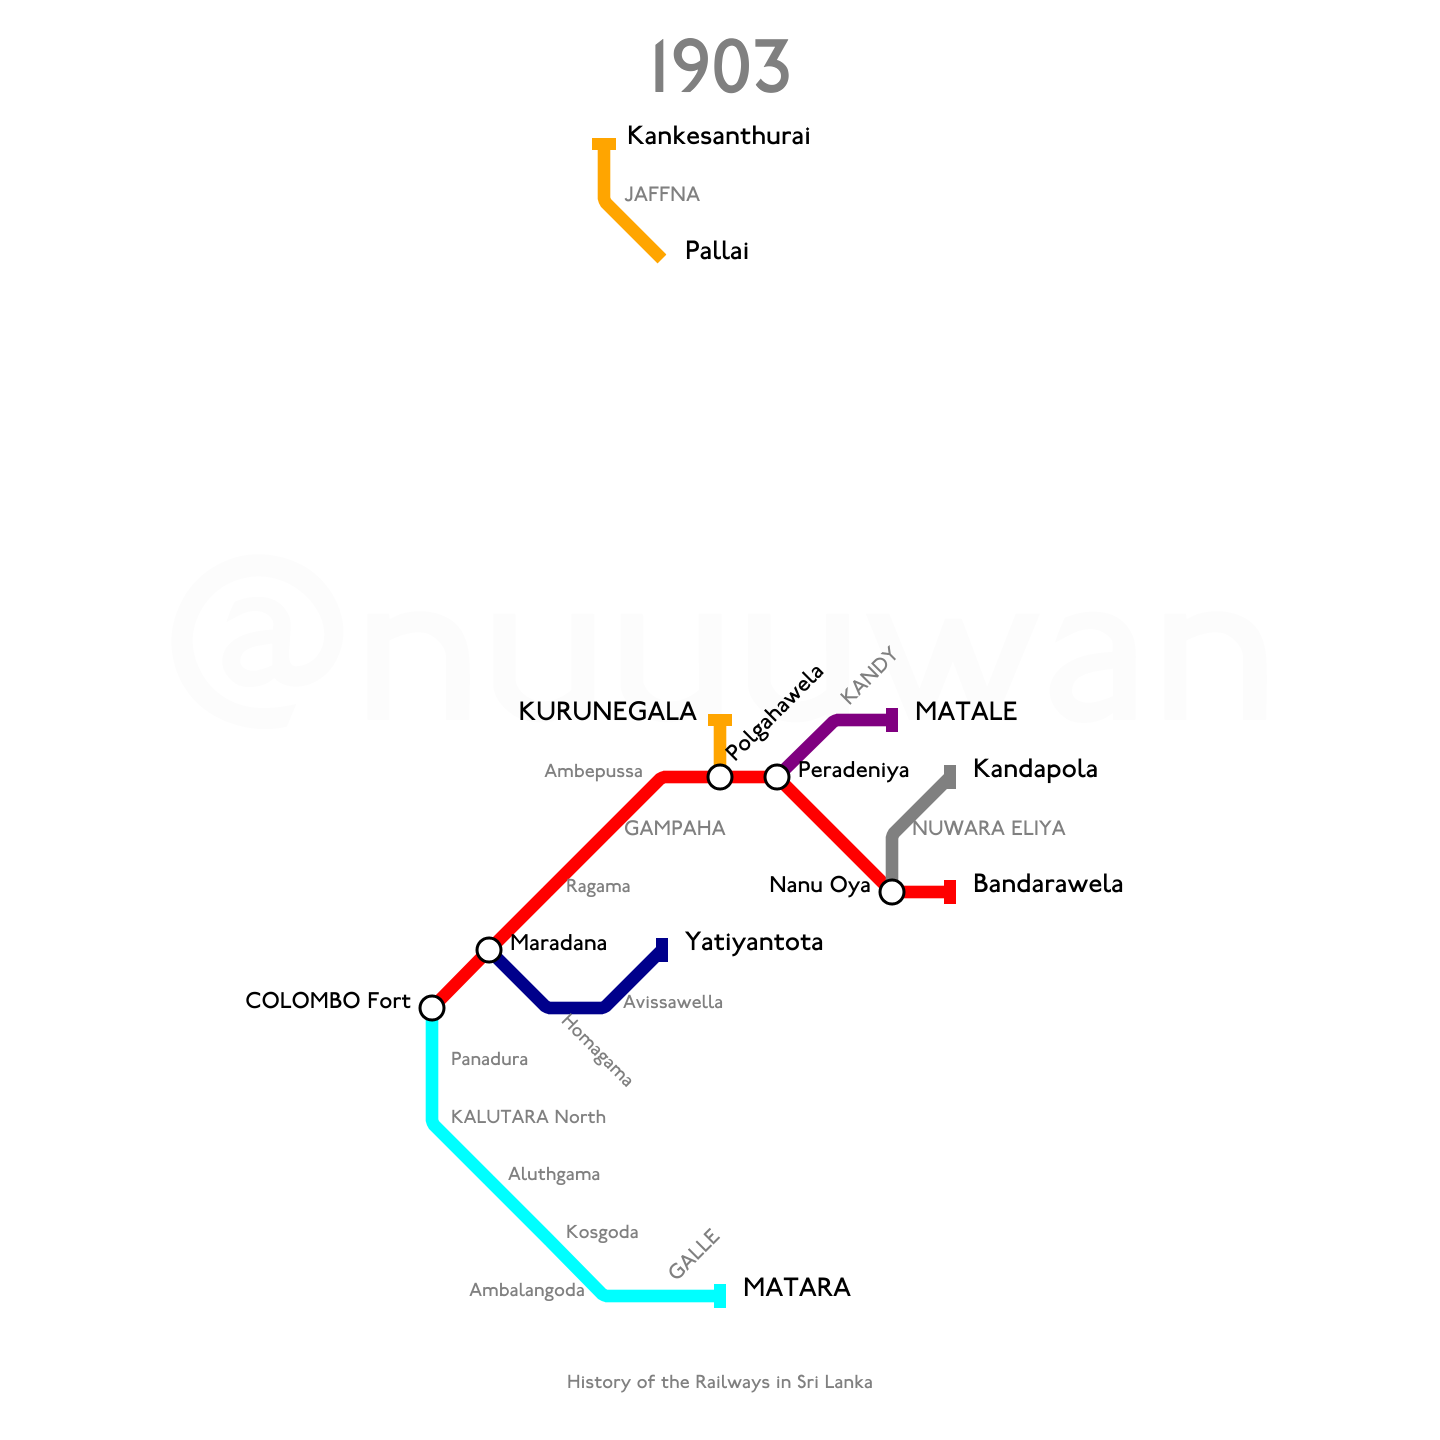 1903
Kankesanthurai
JAFFNA
Pallai
@nuuuwan
KANDY
Polgahawela
KURUNEGALA
MATALE
Ambepussa
Peradeniya
Kandapola
GAMPAHA
NUWARA ELIYA
Ragama
Nanu Oya
Bandarawela
Maradana
Yatiyantota
COLOMBO Fort
Avissawella
Homagama
Panadura
KALUTARA North
Aluthgama
Kosgoda
GALLE
Ambalangoda
MATARA
History of the Railways in Sri Lanka